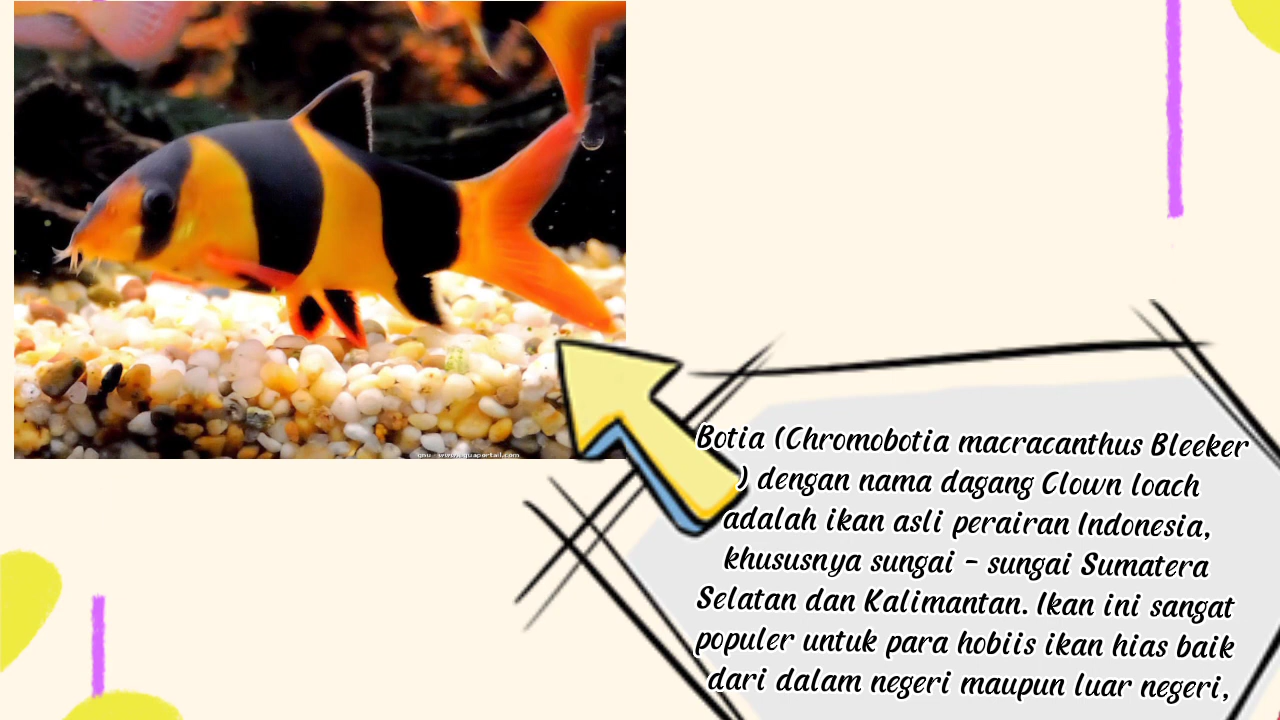 Botia (Chromobotia macracanthus Bleeker
) dengan nama dagang Clown loach
adalah ikan asli perairan Indonesia,
khususnya sungai - sungai Sumatera
Selatan dan Kalimantan. Ikan ini sangat
populer untuk para hobiis ikan hias baik
dari dalam negeri maupun luar negeri,